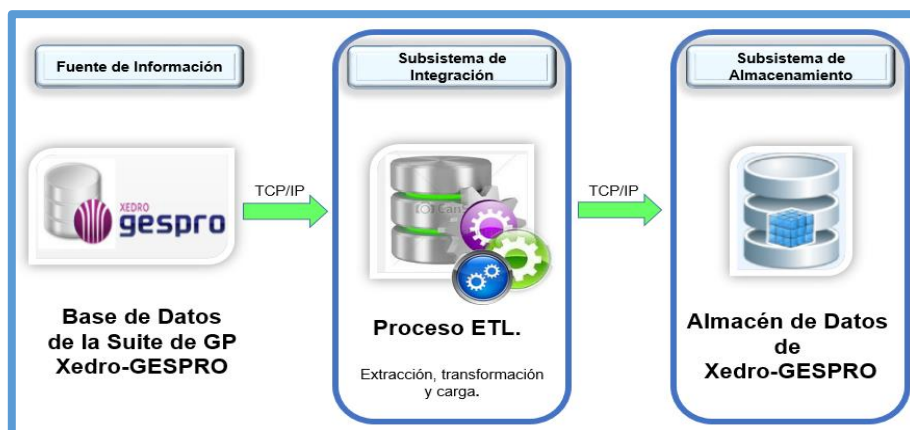 Fuente de Información
Subsistema de
Integración
Subsistema de
Almacenamiento
XEDRO
gespro
TCP/IP
TCP/IP
Base de Datos
de la Suite de GP
Xedro-GESPRO
Proceso ETL.
Extracción, transformación
y carga.
Almacén de Datos
de
Xedro-GESPRO